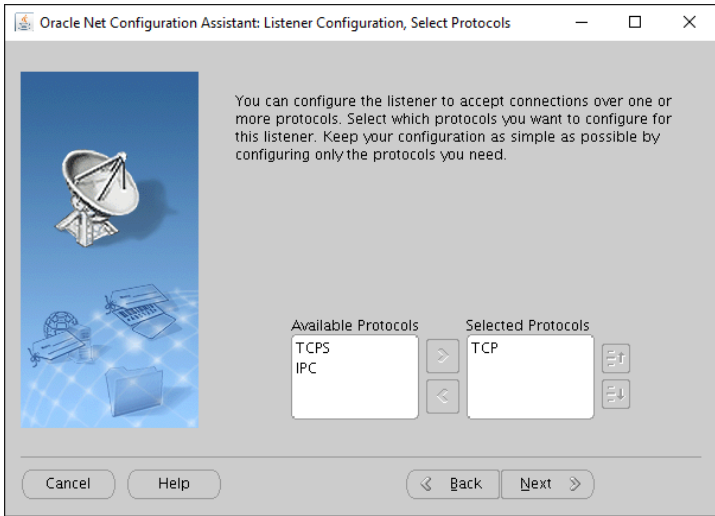 Oracle Net Configuration Assistant: Listener Configuration, Select Protocols
You can configure the listener to accept connections over one or
more protocols. Select which protocols you want to configure for
this listener. Keep your configuration as simple as possible by
configuring only the protocols you need.
Available Protocols
TCPS
IPC
Selected Protocols
TCP
Cancel
Help
Back
Next